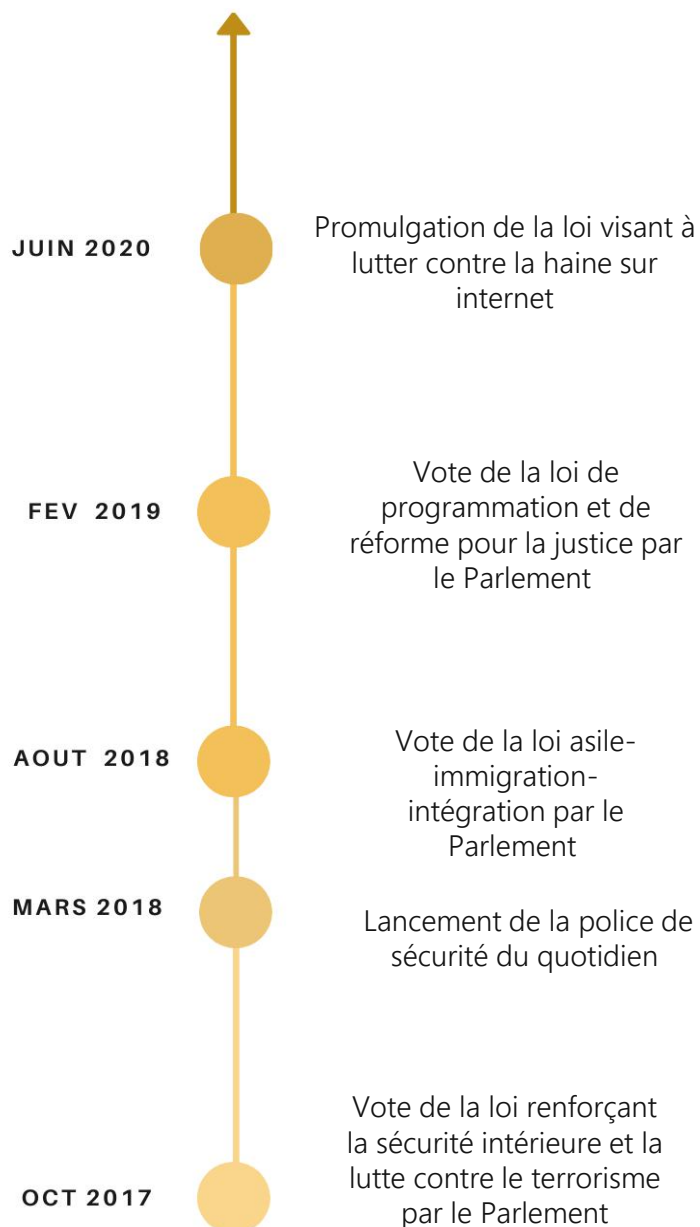 JUIN 2020
Promulgation de la loi visant à
lutter contre la haine sur
internet
FEV 2019
Vote de la loi de
programmation et de
réforme pour la justice par
le Parlement
AOUT 2018
Vote de la loi asile-
immigration-
intégration par le
Parlement
MARS 2018
Lancement de la police de
sécurité du quotidien
OCT 2017
Vote de la loi renforçant
la sécurité intérieure et la
lutte contre le terrorisme
par le Parlement